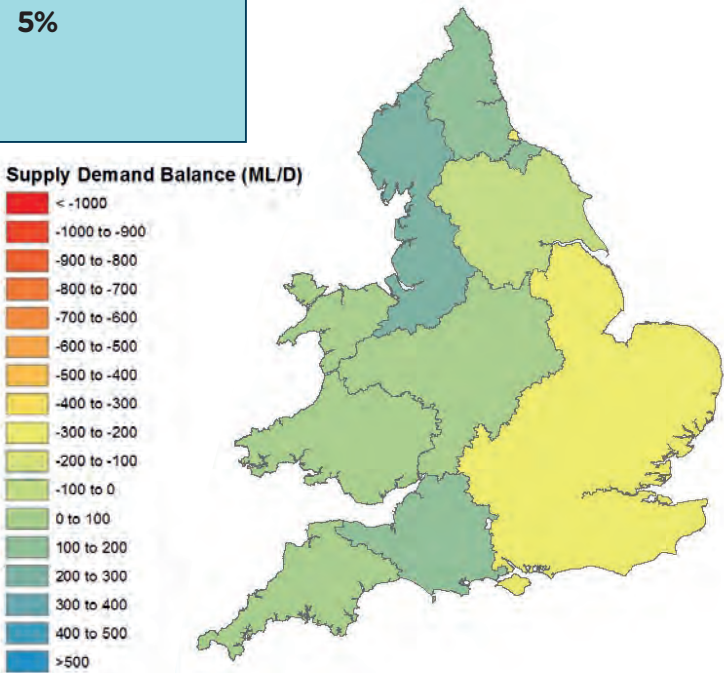 5%
Supply Demand Balance (ML/D)
< -1000
-1000 to -900
-900 to -800
-800 to -700
-700 to -600
-600 to -500
-500 to -400
-400 to -300
-300 to -200
-200 to -100
-100 to 0
0 to 100
100 to 200
200 to 300
300 to 400
400 to 500
>500